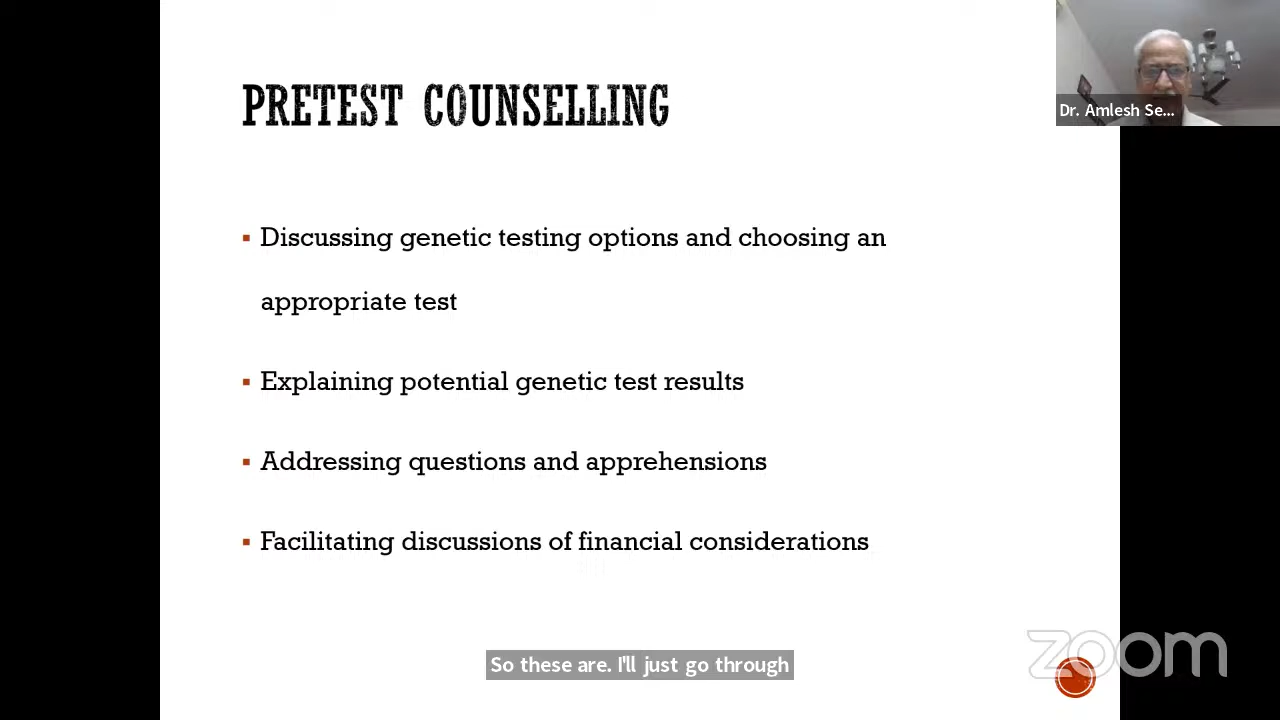 PRETEST COUNSELLING
Dr. Amlesh Se...
Discussing genetic testing options and choosing an
appropriate test
Explaining potential genetic test results
Addressing questions and apprehensions
Facilitating discussions of financial considerations
So these are. I'll just go through
zoom